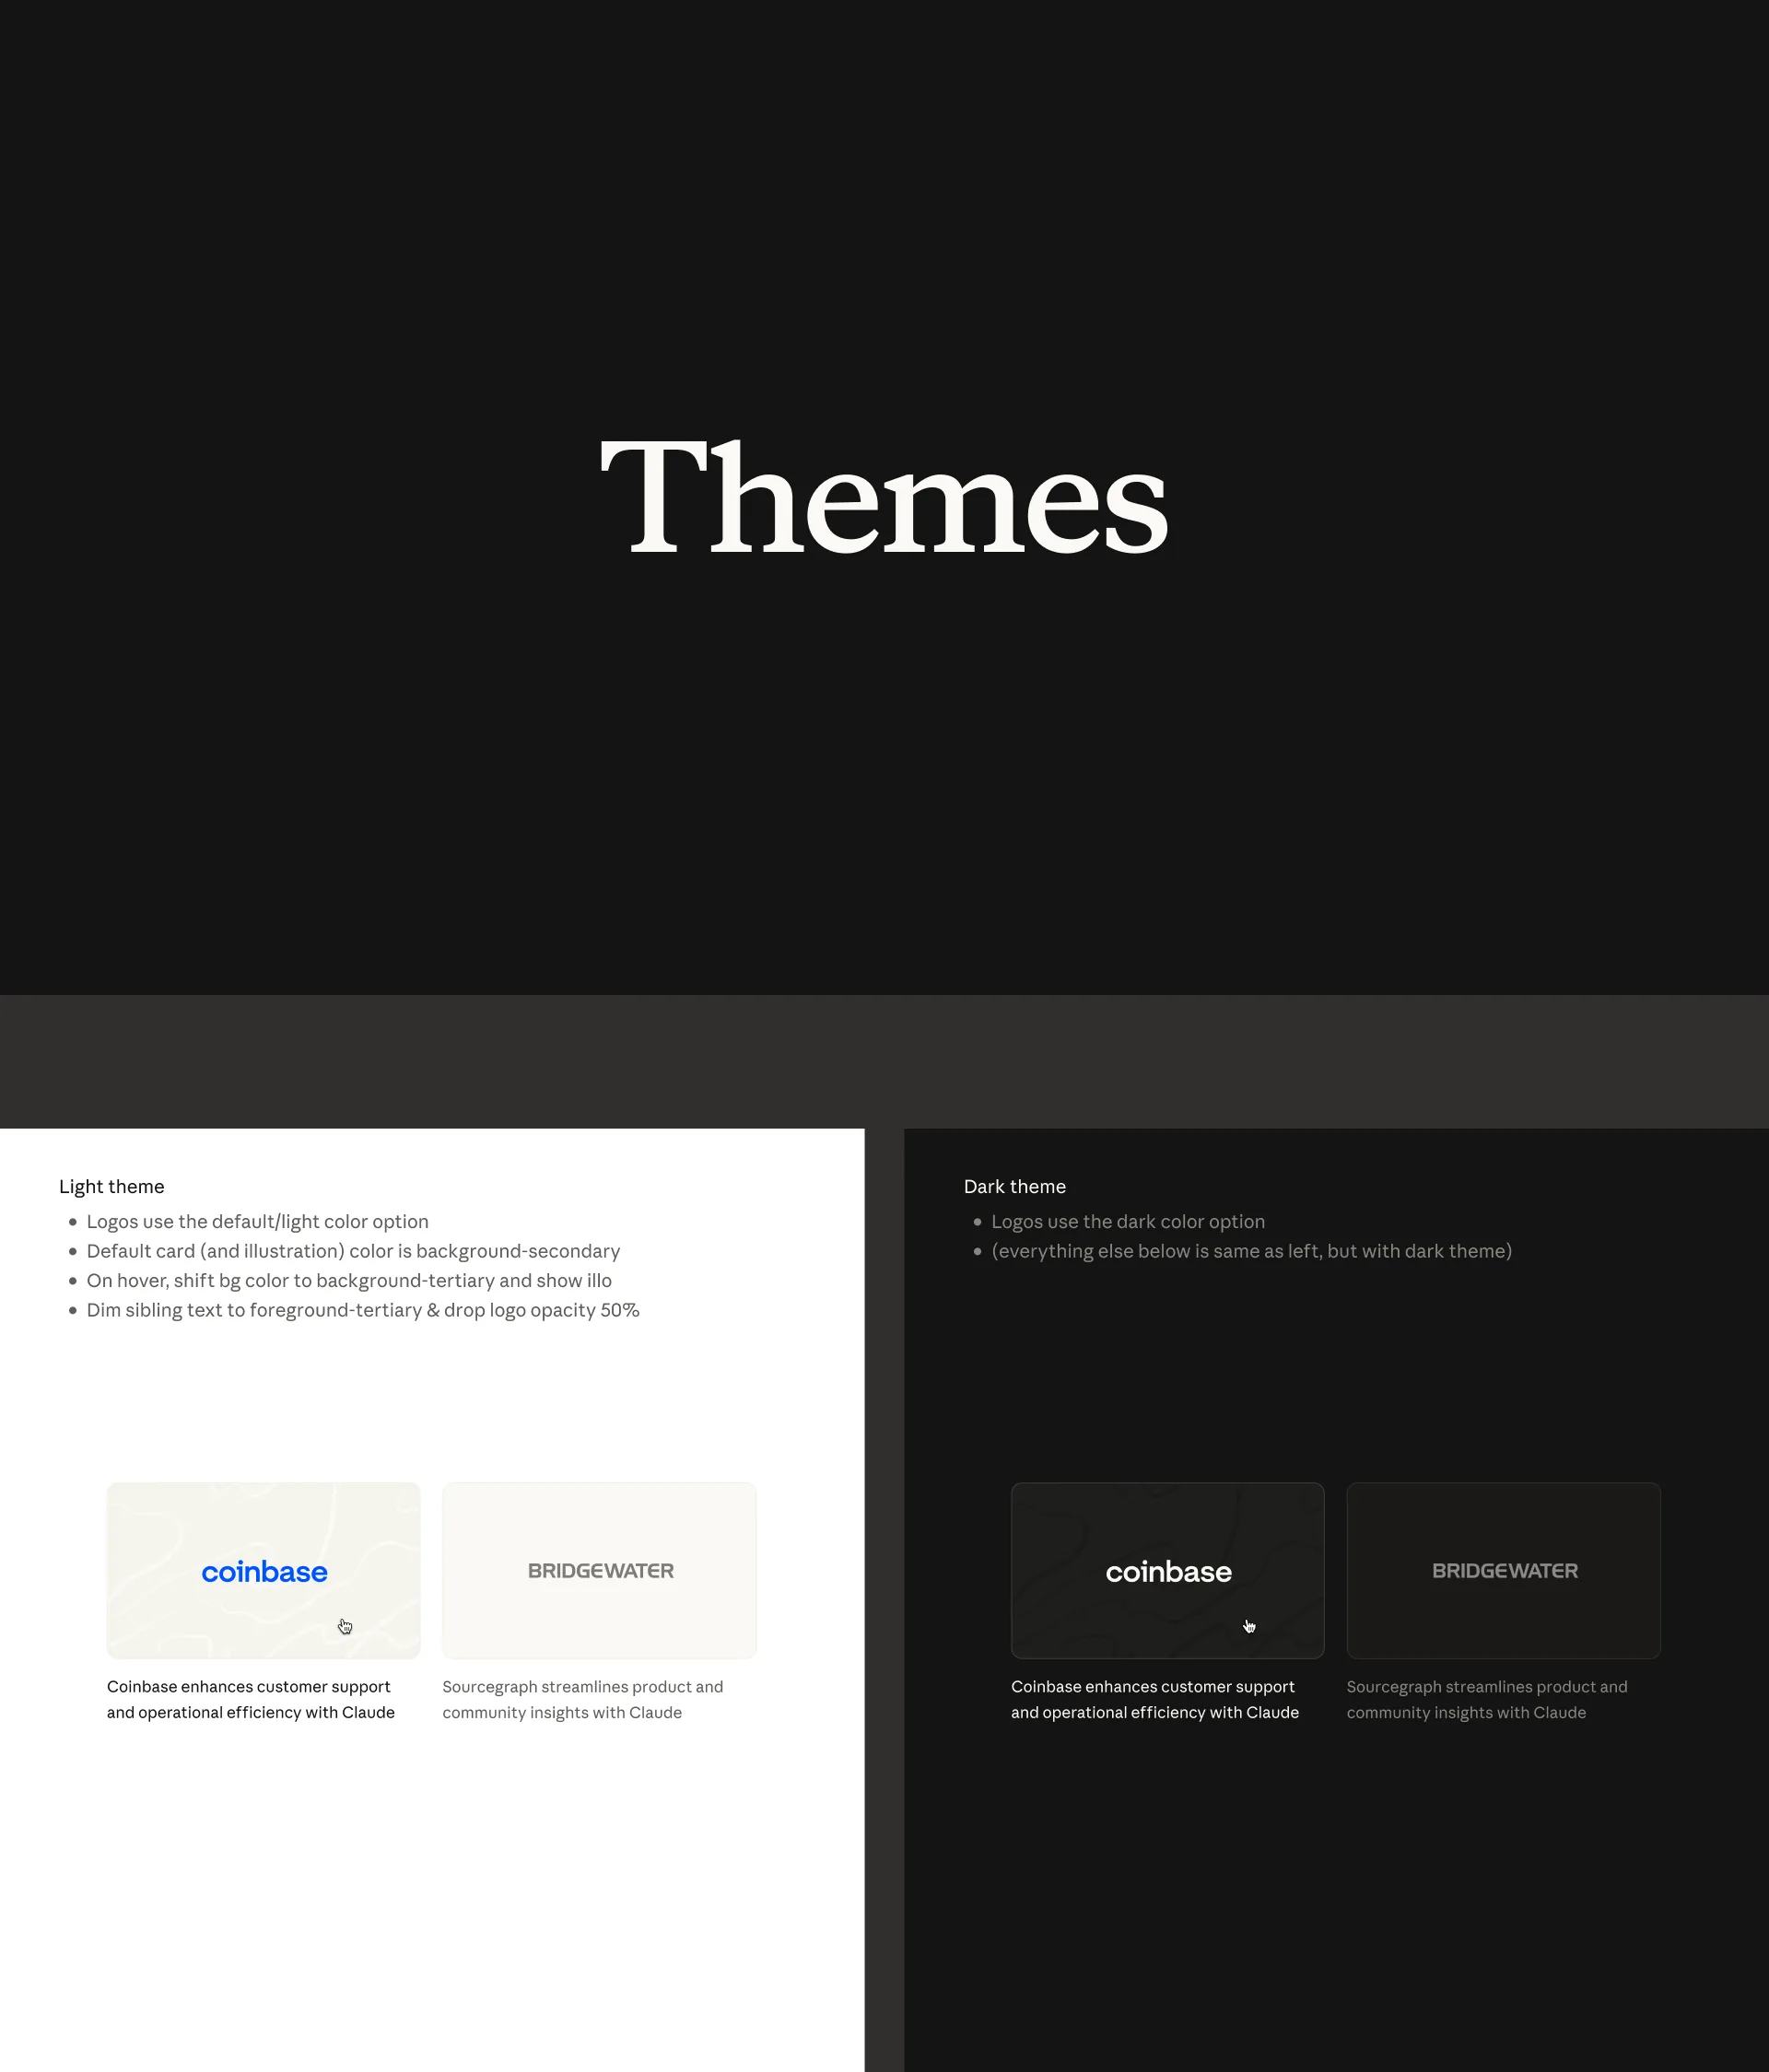 Themes
Light theme
Logos use the default/light color option
Default card (and illustration) color is background-secondary
On hover, shift bg color to background-tertiary and show illo
Dim sibling text to foreground-tertiary & drop logo opacity 50%
coinbase
BRIDGEWATER
Coinbase enhances customer support
and operational efficiency with Claude
Sourcegraph streamlines product and
community insights with Claude
Dark theme
Logos use the dark color option
(everything else below is same as left, but with dark theme)
coinbase
BRIDGEWATER
Coinbase enhances customer support
and operational efficiency with Claude
Sourcegraph streamlines product and
community insights with Claude